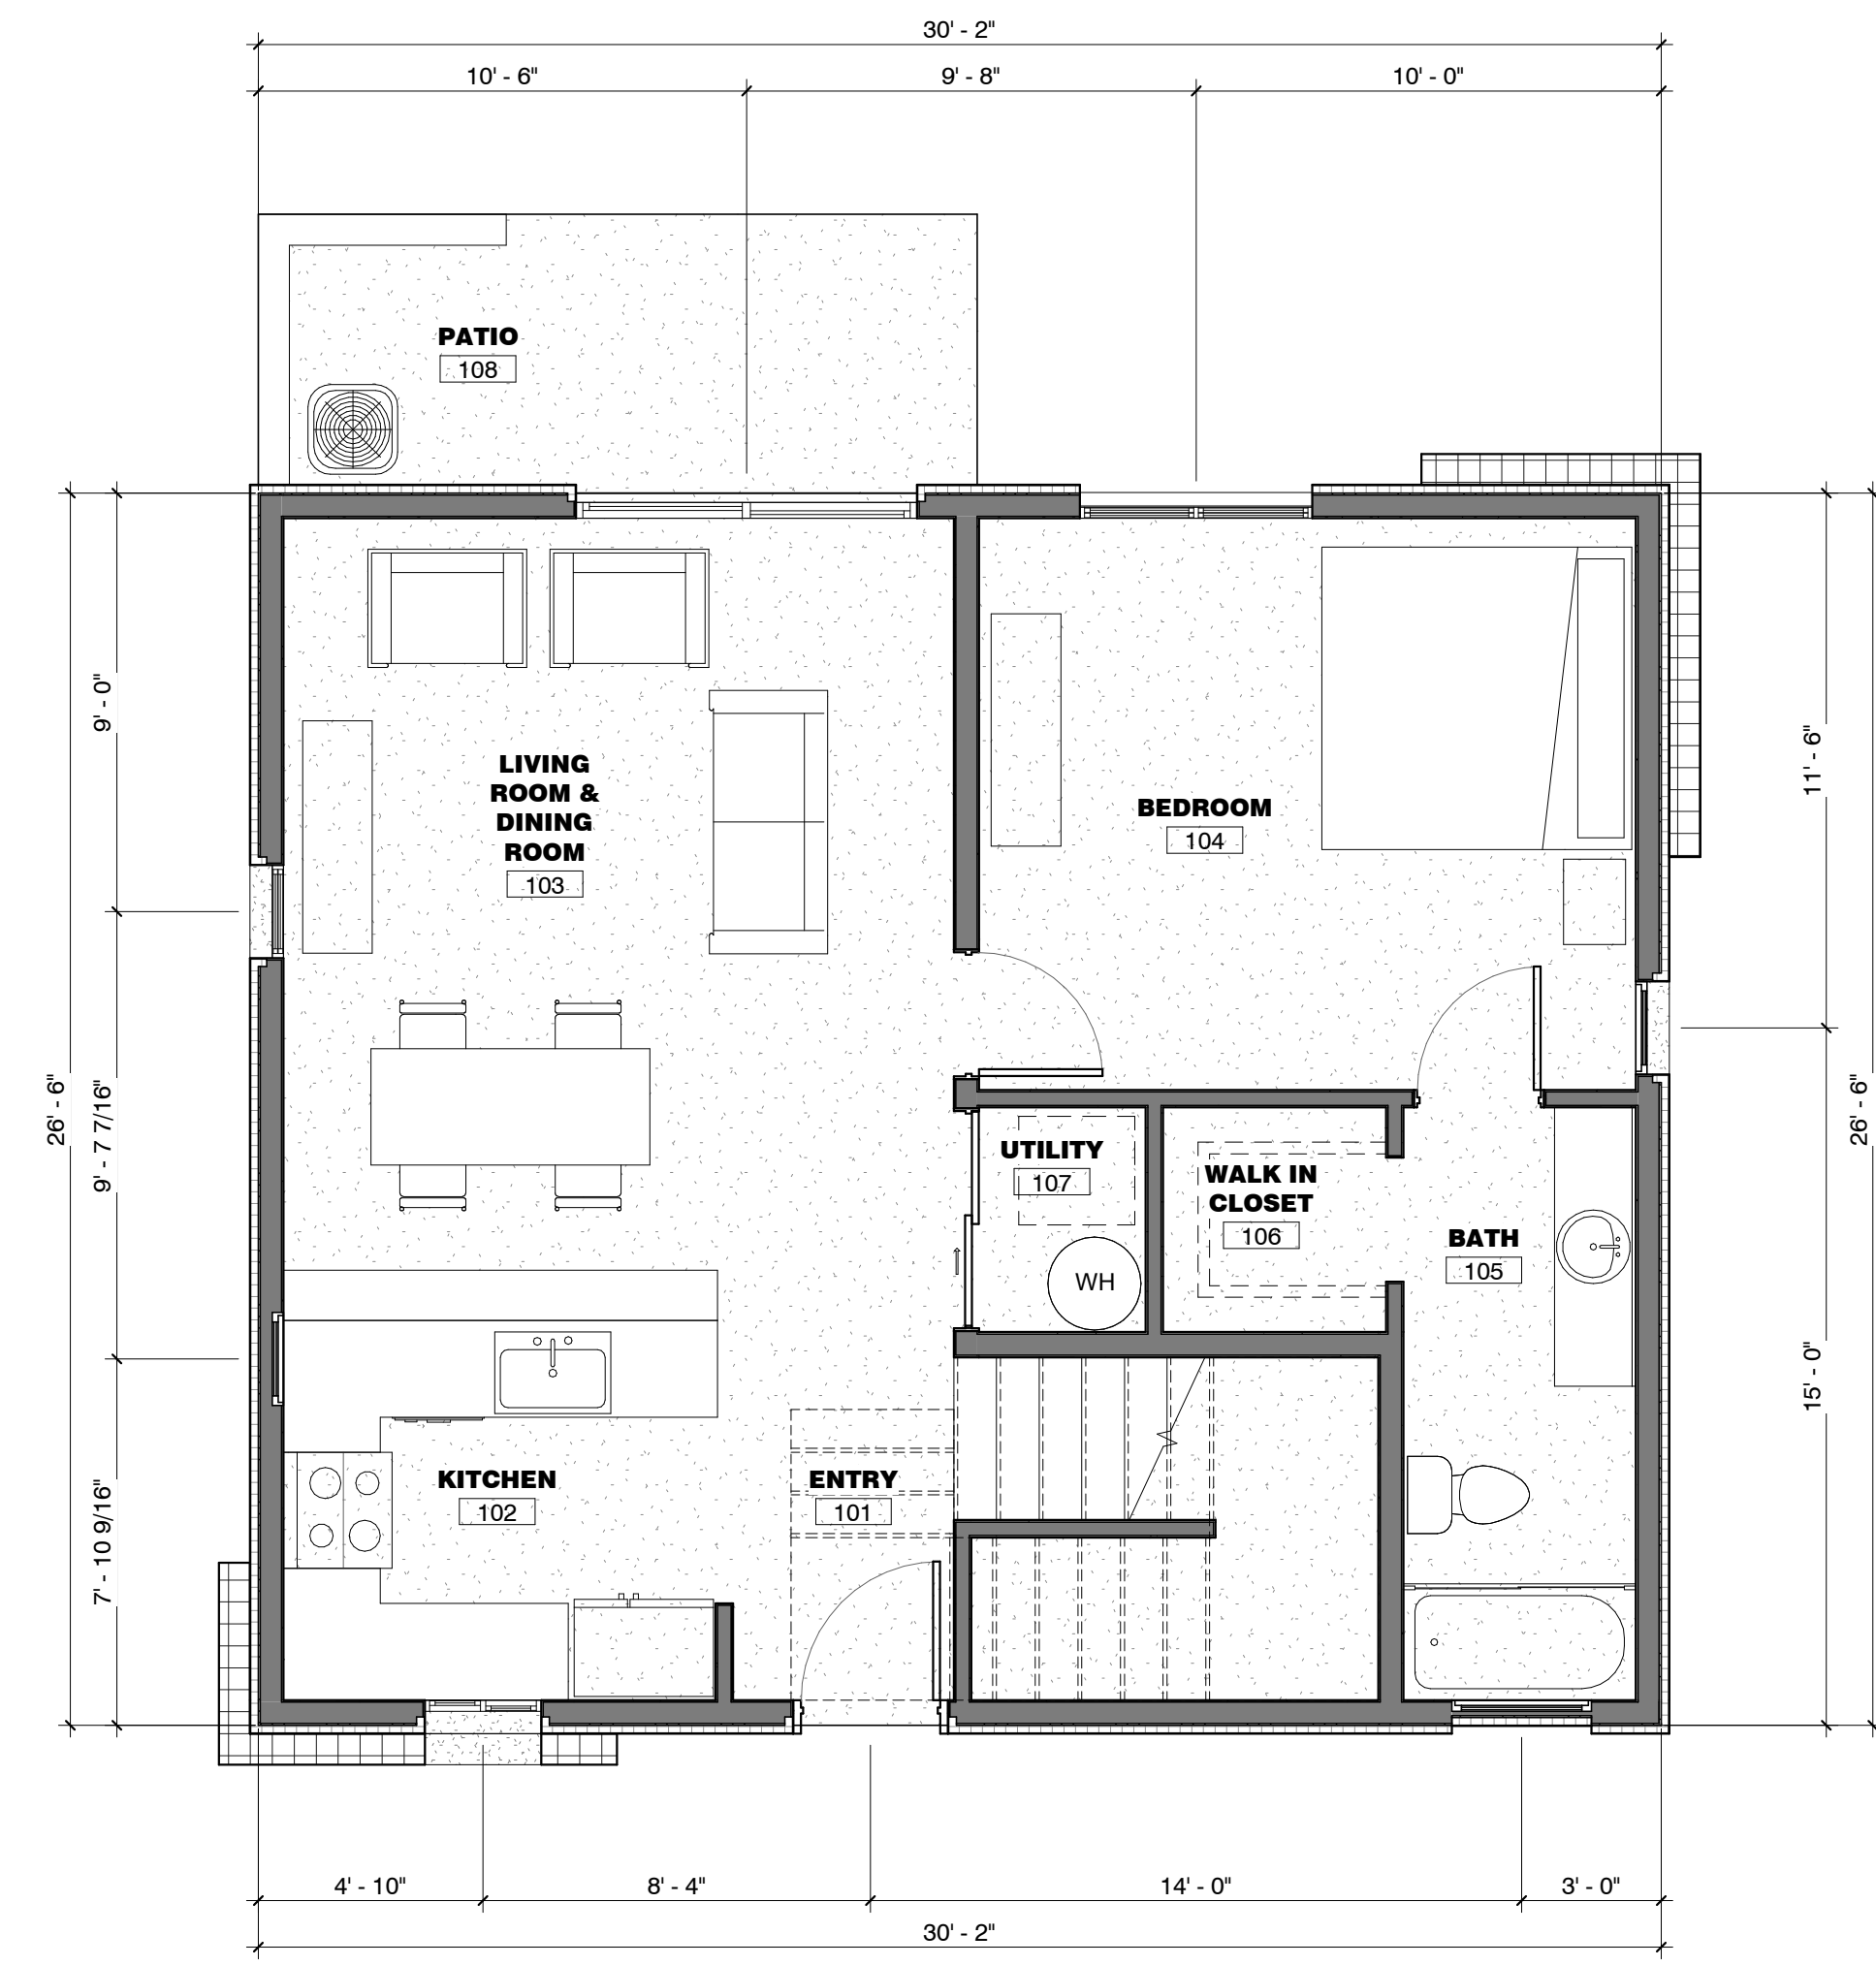 30' - 2"
10' - 6"
9' - 8"
10' - 0"
PATIO
108
9' - 0"
11' - 6"
LIVING
ROOM &
DINING
ROOM
103
BEDROOM
104
26' - 6"
9' - 7 7/16"
26' - 6"
UTILITY
107
WALK IN
CLOSET
106
BATH
105
WH
15' - 0"
KITCHEN
102
ENTRY
101
7' - 10 9/16"
4' - 10"
8' - 4"
14' - 0"
3' - 0"
30' - 2"